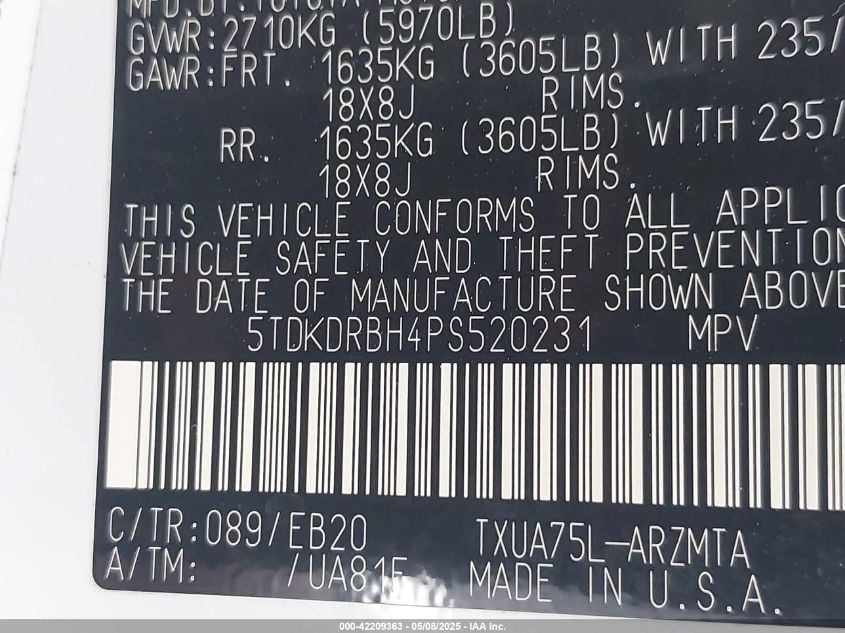 GVWR:2710KG (5970LB)
GAWR:FRT. 1635KG (3605LB) WITH 235/
18X8J RIMS.
RR. 1635KG (3605LB) WITH 235/
18X8J RIMS.
THIS VEHICLE CONFORMS TO ALL
VEHICLE SAFETY AND THEFT PREVENTION
THE DATE OF MANUFACTURE SHOWN ABOVE
5TDKDRBH4PS520231 MPV
C/TR:089/EB20 TXUA75L-ARZMTA
A/TM: /UA81F MADE IN U.S.A.
000-42209363 - 05/08/2025 - IAA Inc.